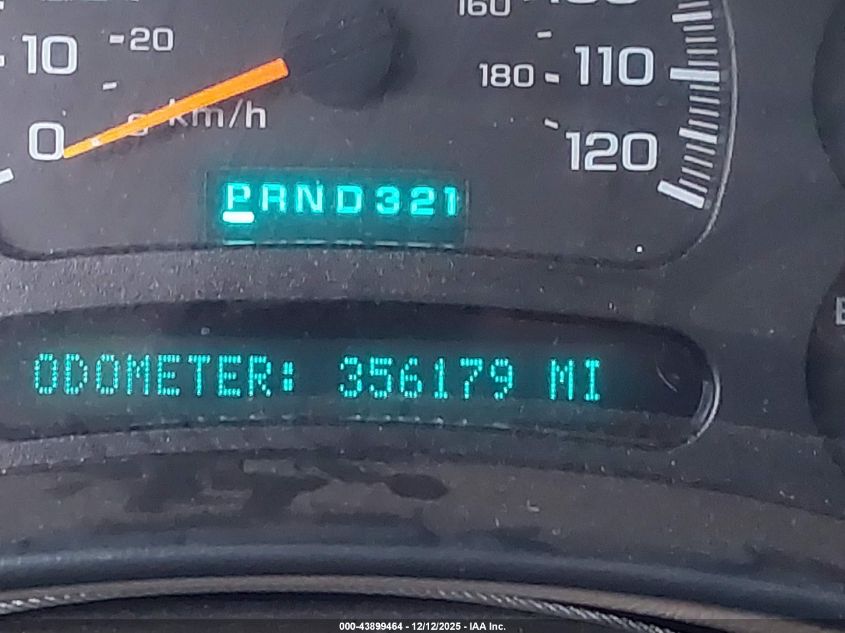 160
10 20
180 110
0 km/h
120
PRND321
ODOMETER: 356179 MI
E
000-43899464 - 12/12/2025 - IAA Inc.